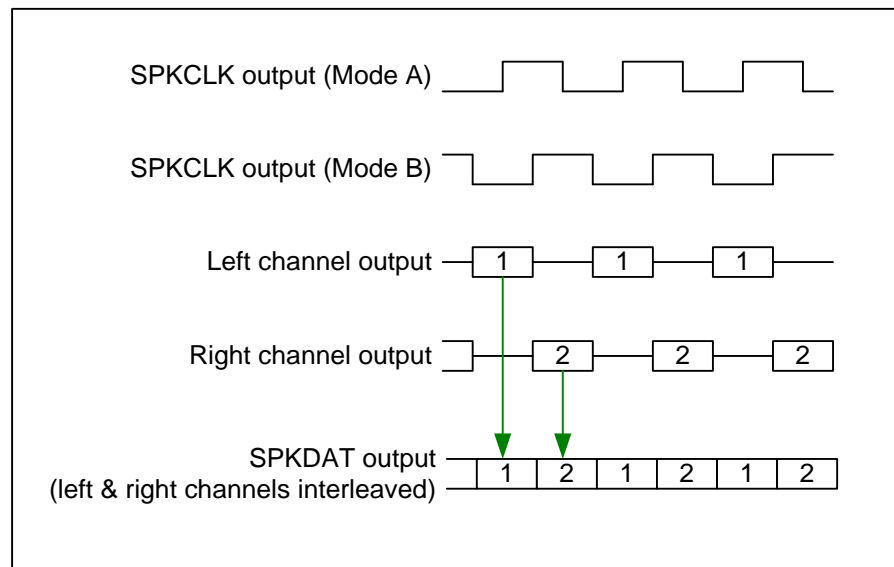 SPKCLK output (Mode A)
SPKCLK output (Mode B)
Left channel output
1 1 1
Right channel output
2 2 2
SPKDAT output
(left & right channels interleaved)
1 2 1 2 1 2